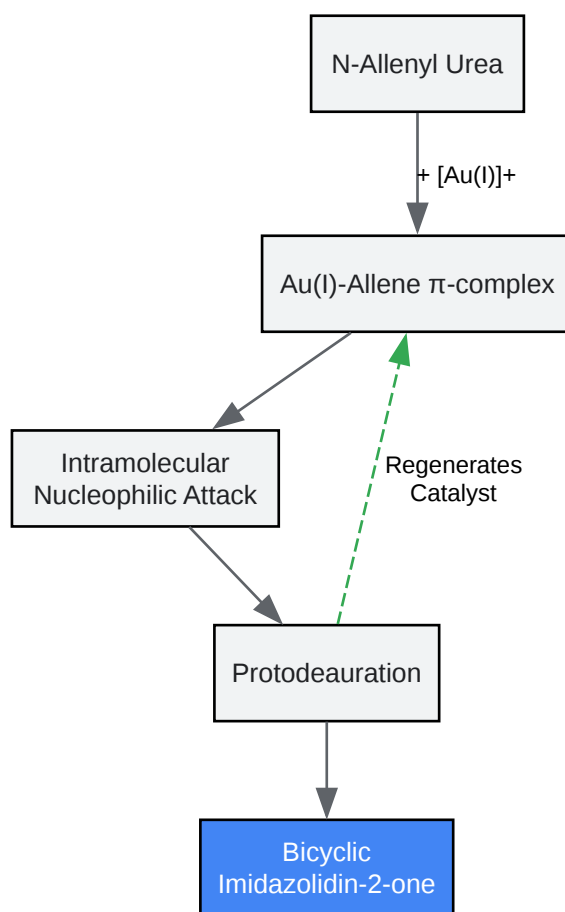 N-Allenyl Urea
+ [Au(I)]+
Au(I)-Allene π-complex
Intramolecular
Nucleophilic Attack
Regenerates
Catalyst
Protodeauration
Bicyclic
Imidazolidin-2-one